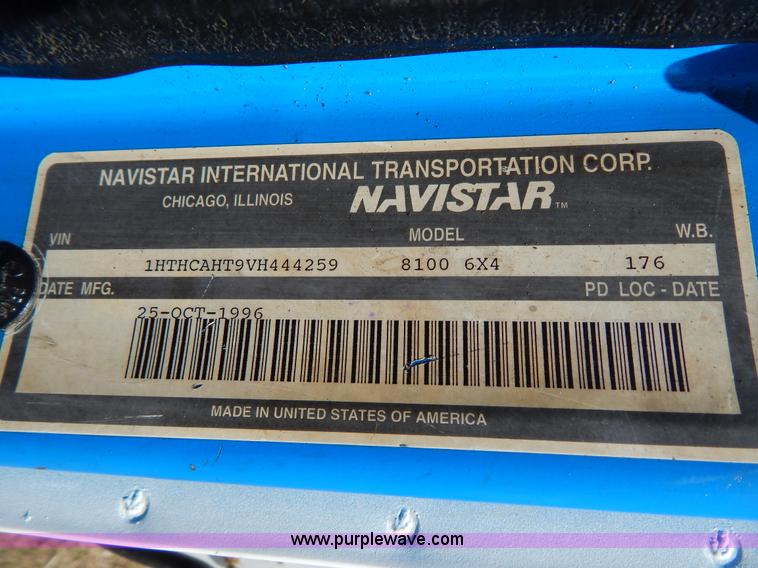 NAVISTAR INTERNATIONAL TRANSPORTATION CORP.
CHICAGO, ILLINOIS NAVISTAR™
VIN MODEL W.B.
1HTHCAHT9VH444259 8100 6X4 176
DATE MFG. PD LOC - DATE
25-OCT-1996
MADE IN UNITED STATES OF AMERICA
www.purplewave.com